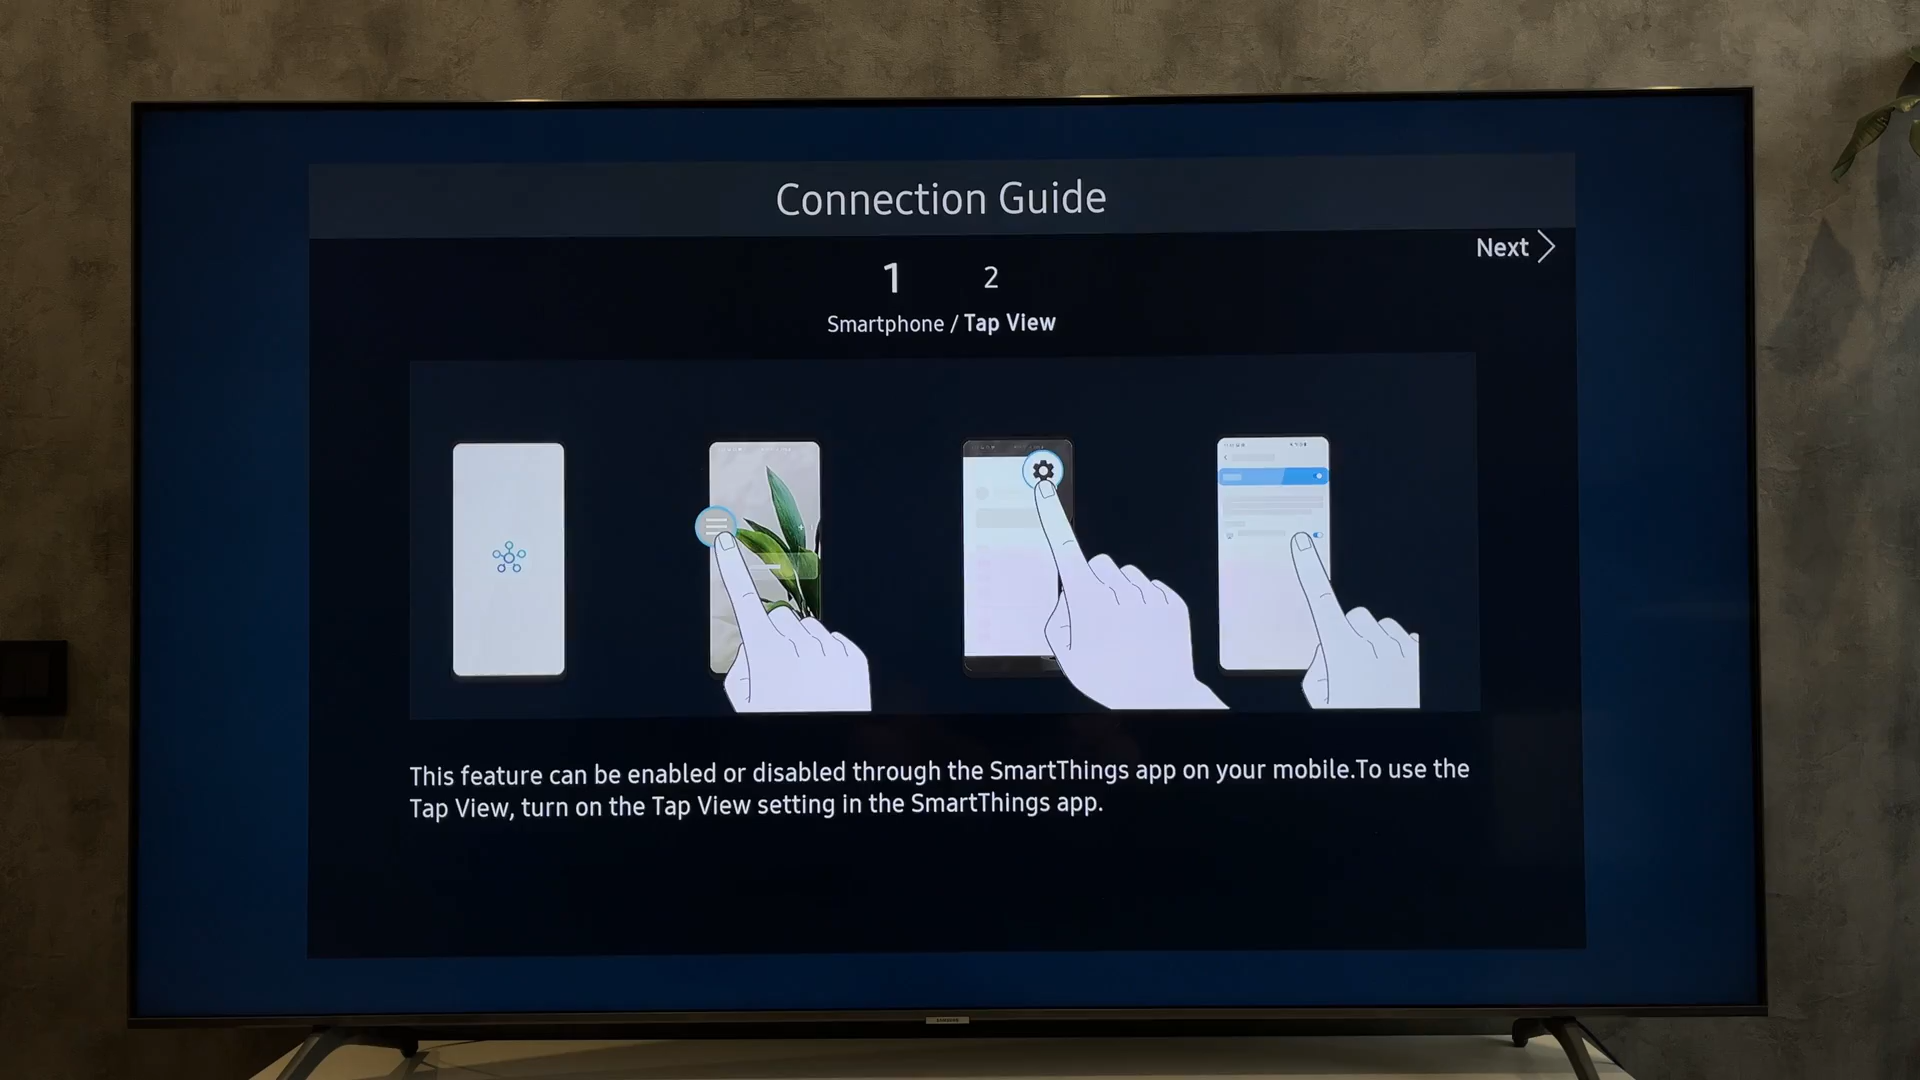 Connection Guide
Next
1 2
Smartphone / Tap View
This feature can be enabled or disabled through the SmartThings app on your mobile.To use the
Tap View, turn on the Tap View setting in the SmartThings app.
SAMSUNG